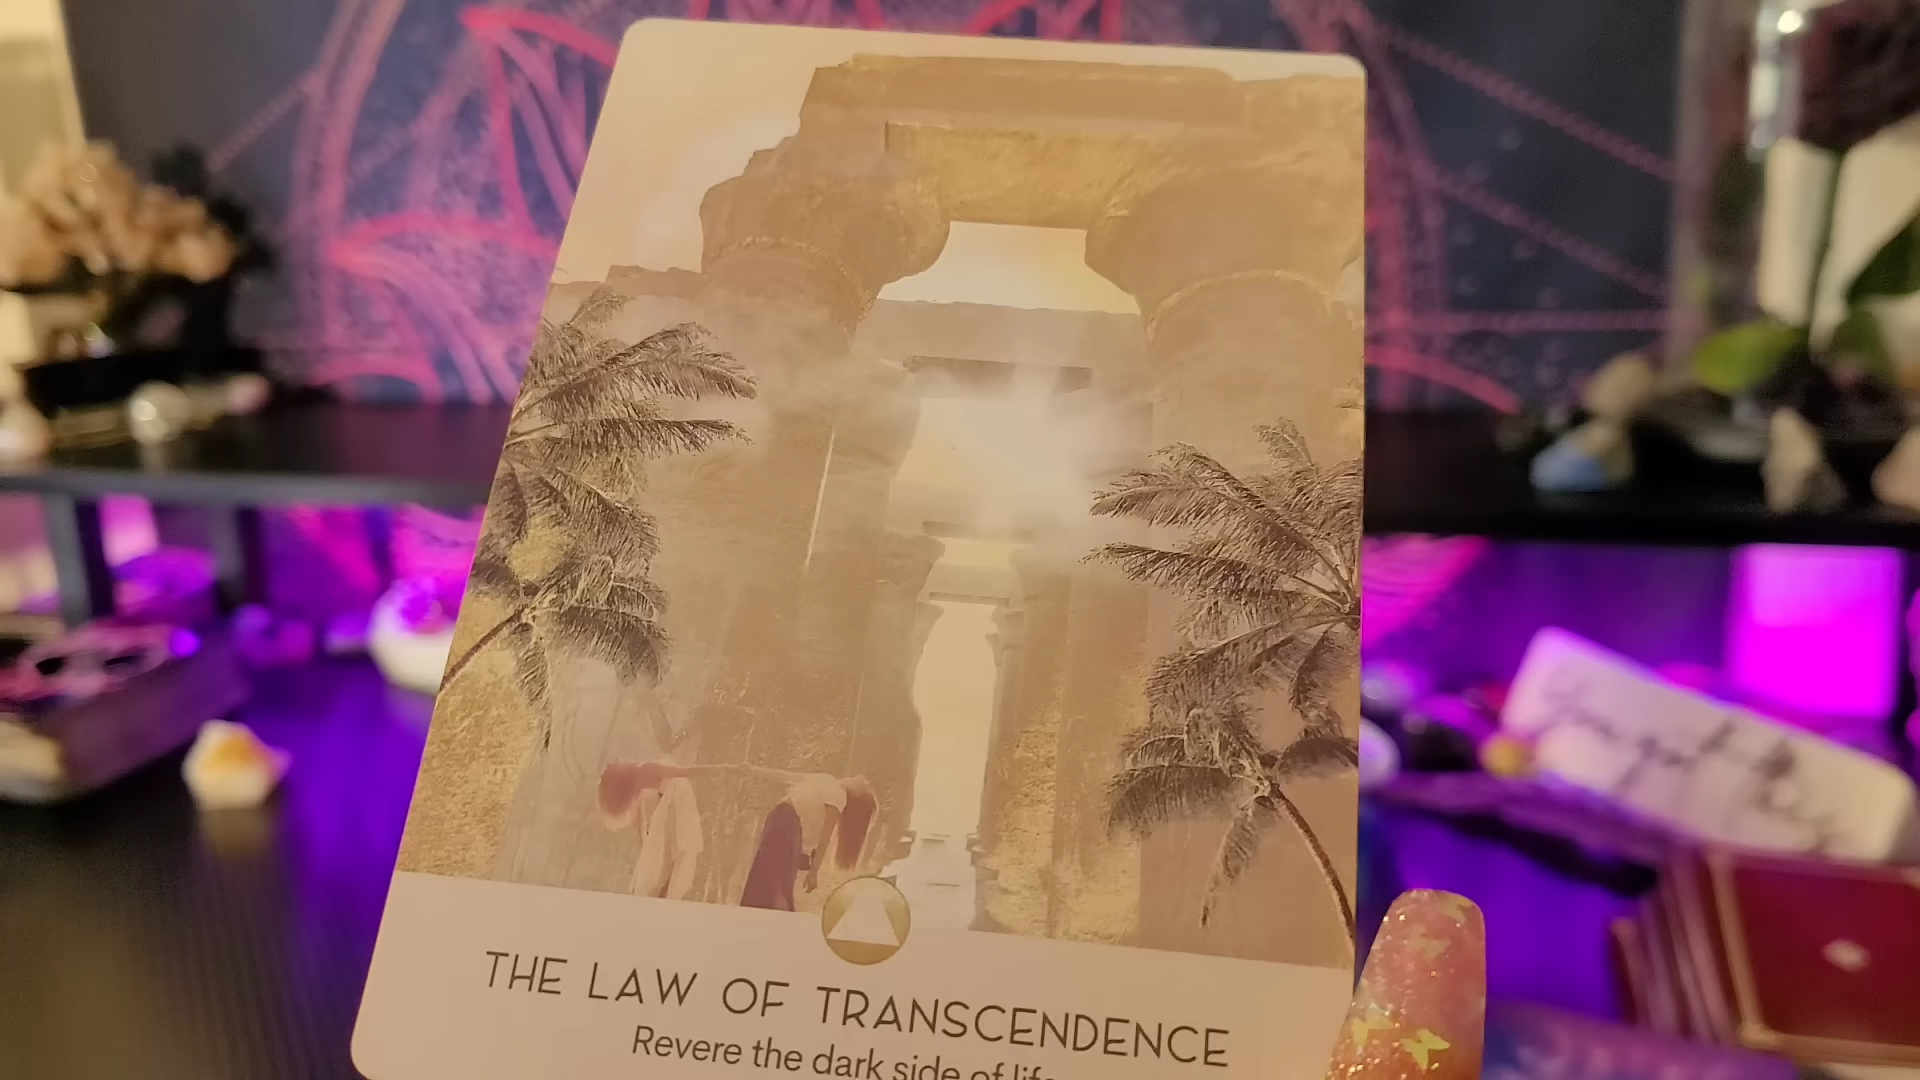 THE LAW OF TRANSCENDENCE
Revere the dark side of life